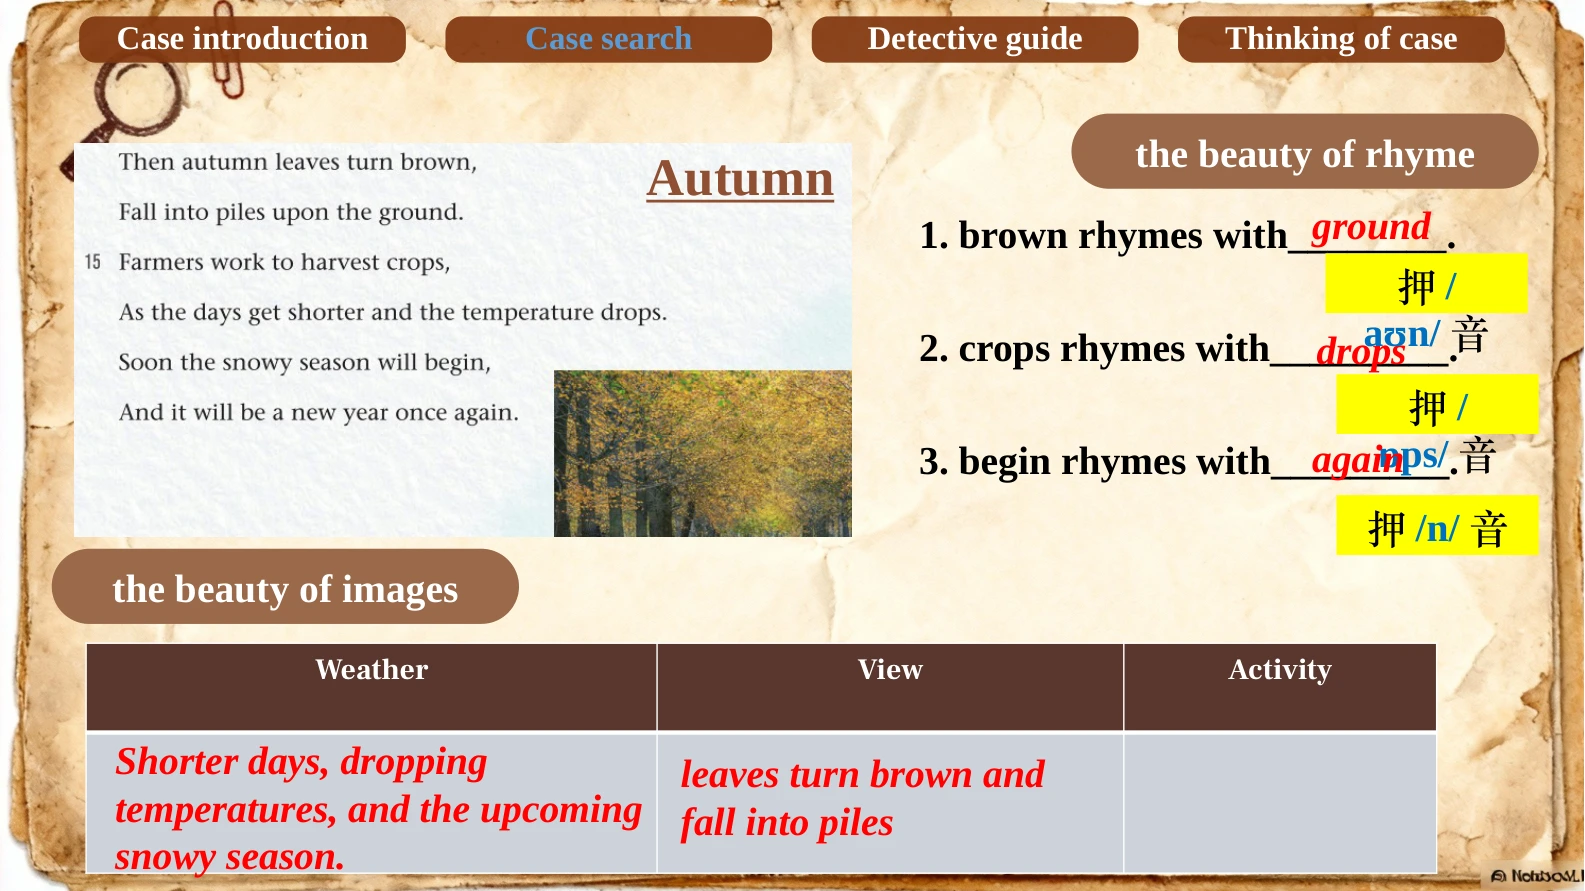 Case introduction
Case search
Detective guide
Thinking of case
Then autumn leaves turn brown,
Fall into piles upon the ground.
15 Farmers work to harvest crops,
As the days get shorter and the temperature drops.
Soon the snowy season will begin,
And it will be a new year once again.
Autumn
the beauty of rhyme
1. brown rhymes with________.
ground
押 /
aʊn/ 音
2. crops rhymes with_________.
drops
押 /
ɒps/ 音
3. begin rhymes with_________.
again
押 /n/ 音
the beauty of images
Weather
View
Activity
Shorter days, dropping
temperatures, and the upcoming
snowy season.
leaves turn brown and
fall into piles